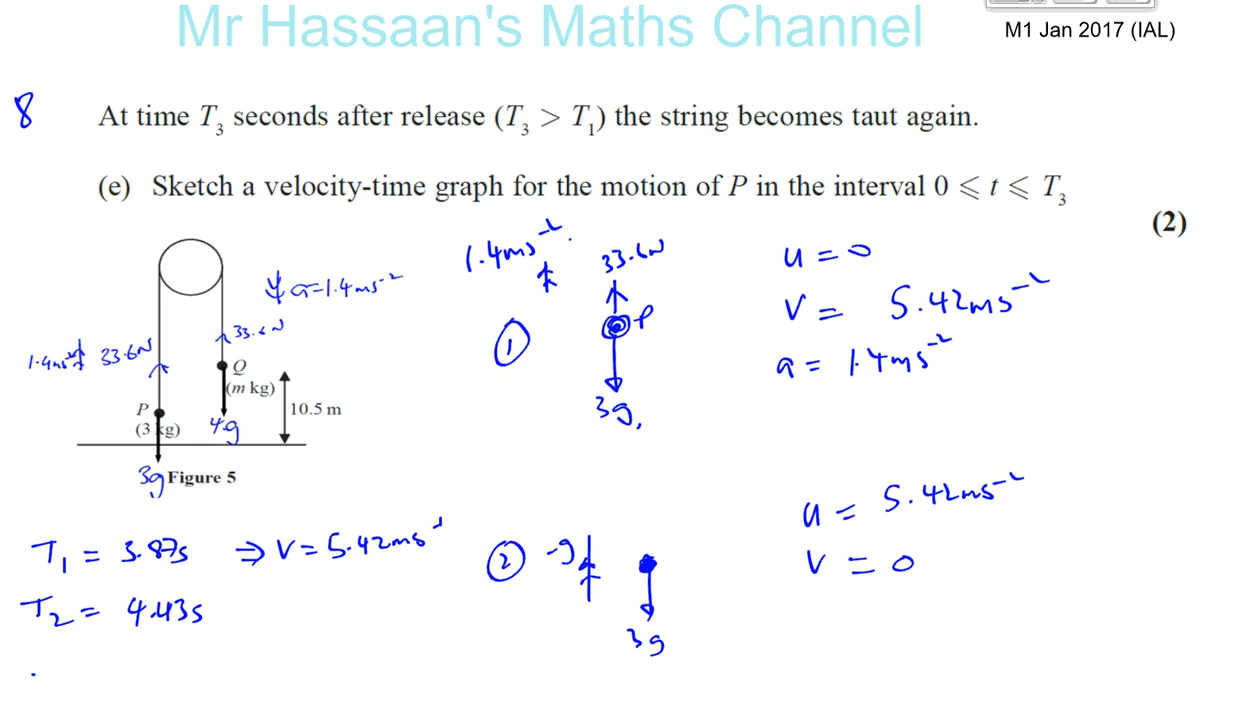 Mr Hassaan's Maths Channel
M1 Jan 2017 (IAL)
8
At time T₃ seconds after release (T₃ > T₁) the string becomes taut again.
(e) Sketch a velocity-time graph for the motion of P in the interval 0 ⩽ t ⩽ T₃
(2)
a=1.4ms⁻²
33.6N
1.4ms⁻² 33.6N
Q
(m kg)
10.5 m
P
(3 kg)
4g
3g
Figure 5
1.4ms⁻²
33.6N
①
P
3g
u = 0
v = 5.42ms⁻¹
a = 1.4ms⁻²
T₁ = 3.87s ⇒ v = 5.42ms⁻¹
T₂ = 4.43s
② -g
3g
u = 5.42ms⁻¹
v = 0